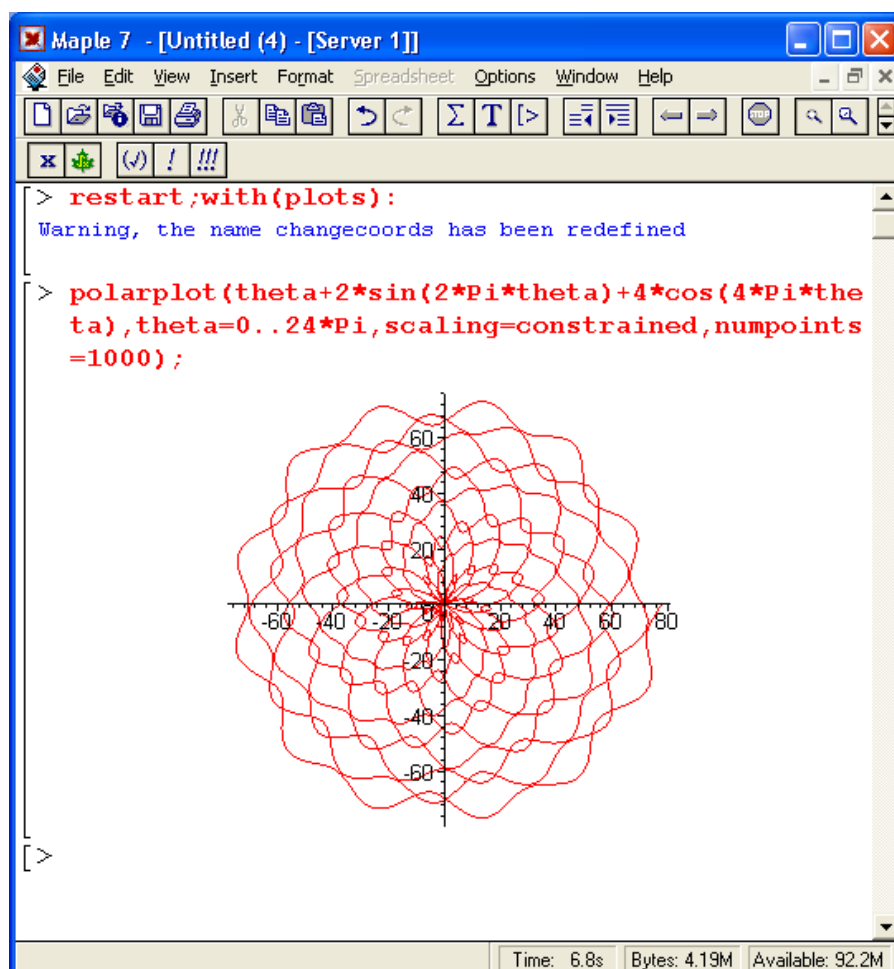 Maple 7 - [Untitled (4) - [Server 1]]
File Edit View Insert Format Spreadsheet Options Window Help
Σ T [>
STOP
x (√) ! !!!
[> restart;with(plots):
Warning, the name changecoords has been redefined
[> polarplot(theta+2*sin(2*Pi*theta)+4*cos(4*Pi*the
ta),theta=0..24*Pi,scaling=constrained,numpoints
=1000);
60
40
20
-60 -40 -20 0 20 40 60 80
-20
-40
-60
[>
Time: 6.8s Bytes: 4.19M Available: 92.2M